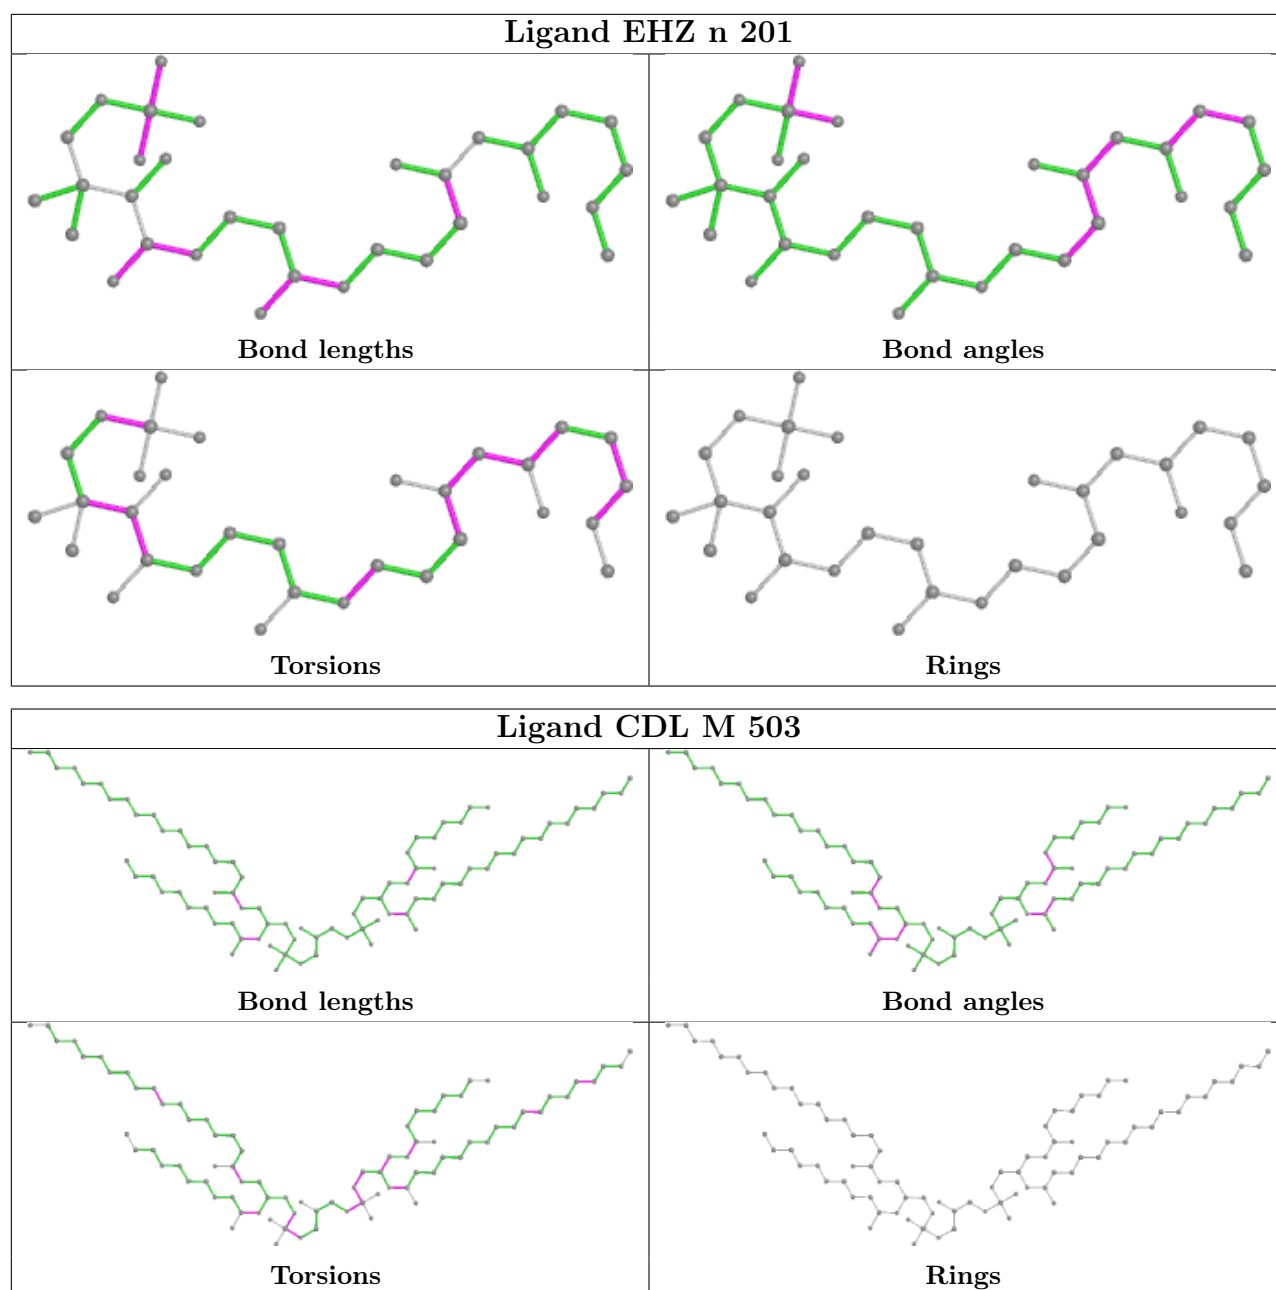 Ligand EHZ n 201
Bond lengths
Bond angles
Torsions
Rings
Ligand CDL M 503
Bond lengths
Bond angles
Torsions
Rings